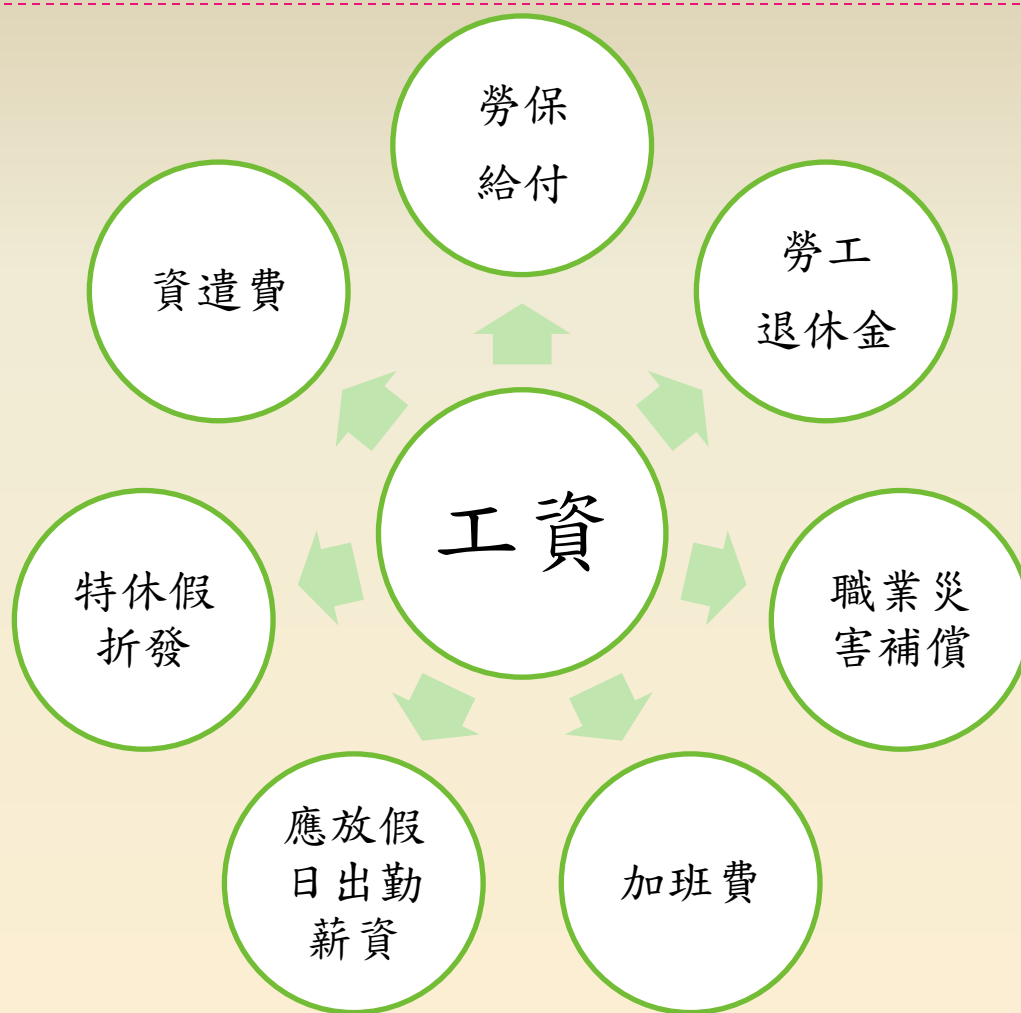 勞保
給付
勞工
退休金
職業災
害補償
加班費
應放假
日出勤
薪資
特休假
折發
資遣費
工資